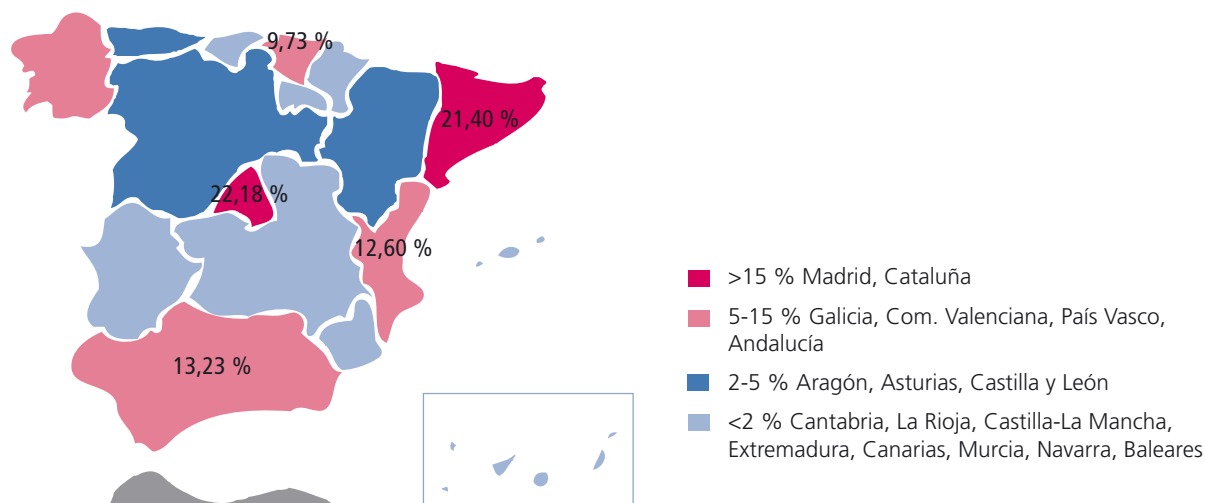 9,73 %
21,40 %
22,18 %
12,60 %
13,23 %
>15 % Madrid, Cataluña
5-15 % Galicia, Com. Valenciana, País Vasco,
Andalucía
2-5 % Aragón, Asturias, Castilla y León
<2 % Cantabria, La Rioja, Castilla-La Mancha,
Extremadura, Canarias, Murcia, Navarra, Baleares